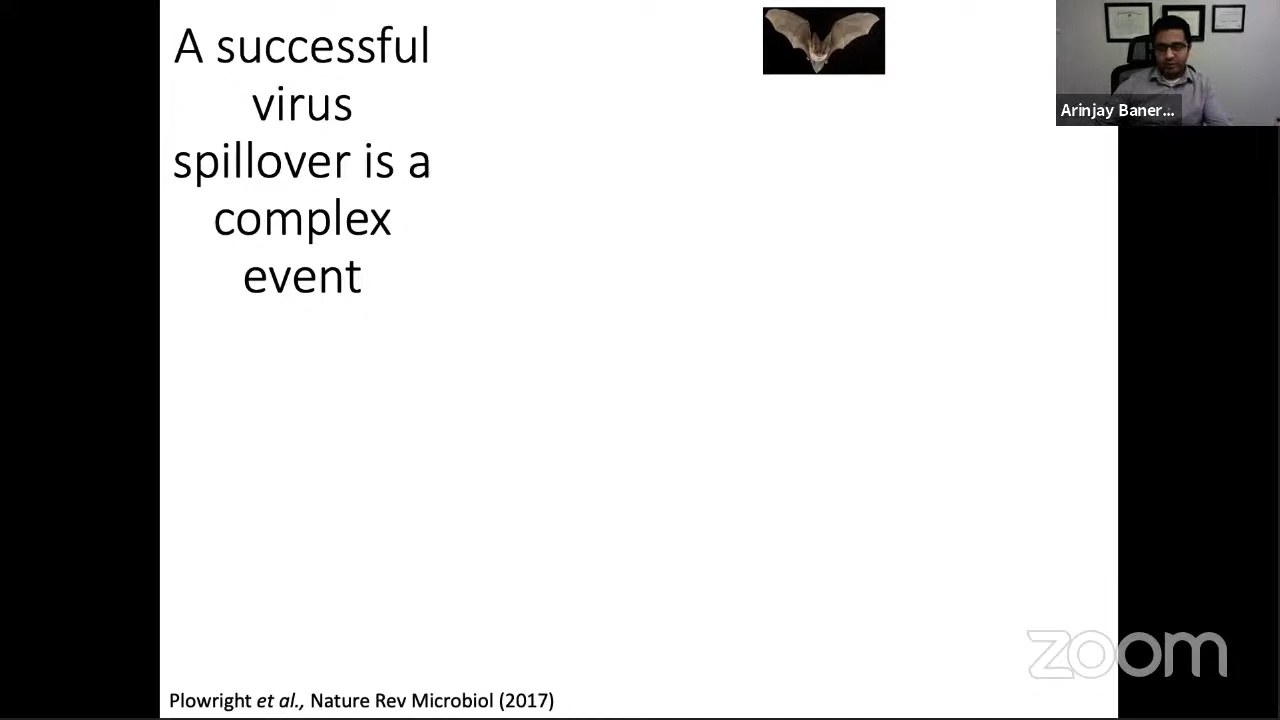 A successful
virus
spillover is a
complex
event
Arinjay Baner...
Plowright et al., Nature Rev Microbiol (2017)
zoom